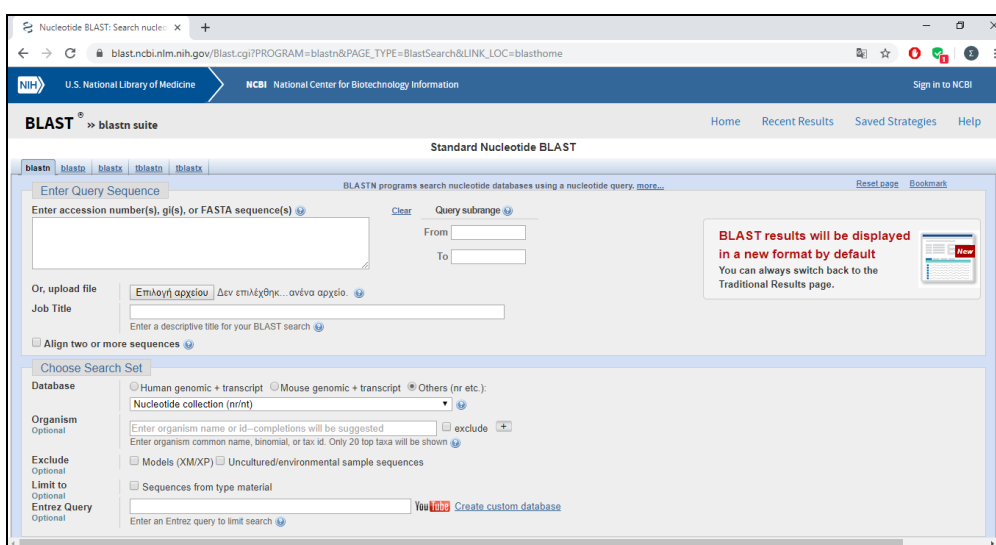 Nucleotide BLAST: Search nucleo
blast.ncbi.nlm.nih.gov/Blast.cgi?PROGRAM=blastn&PAGE_TYPE=BlastSearch&LINK_LOC=blasthome
NIH U.S. National Library of Medicine NCBI National Center for Biotechnology Information Sign in to NCBI
BLAST ® » blastn suite Home Recent Results Saved Strategies Help
Standard Nucleotide BLAST
blastn blastp blastx tblastn tblastx
Enter Query Sequence BLASTN programs search nucleotide databases using a nucleotide query. more... Reset page Bookmark
Enter accession number(s), gi(s), or FASTA sequence(s) Clear Query subrange
From
To
BLAST results will be displayed
in a new format by default
You can always switch back to the
Traditional Results page.
New
Or, upload file Επιλογή αρχείου Δεν επιλέχθηκ...ανένα αρχείο.
Job Title
Enter a descriptive title for your BLAST search
Align two or more sequences
Choose Search Set
Database Human genomic + transcript Mouse genomic + transcript Others (nr etc.):
Nucleotide collection (nr/nt)
Organism
Optional
Enter organism name or id--completions will be suggested exclude +
Enter organism common name, binomial, or tax id. Only 20 top taxa will be shown
Exclude
Optional
Models (XM/XP) Uncultured/environmental sample sequences
Limit to
Optional
Sequences from type material
Entrez Query
Optional
YouTube Create custom database
Enter an Entrez query to limit search